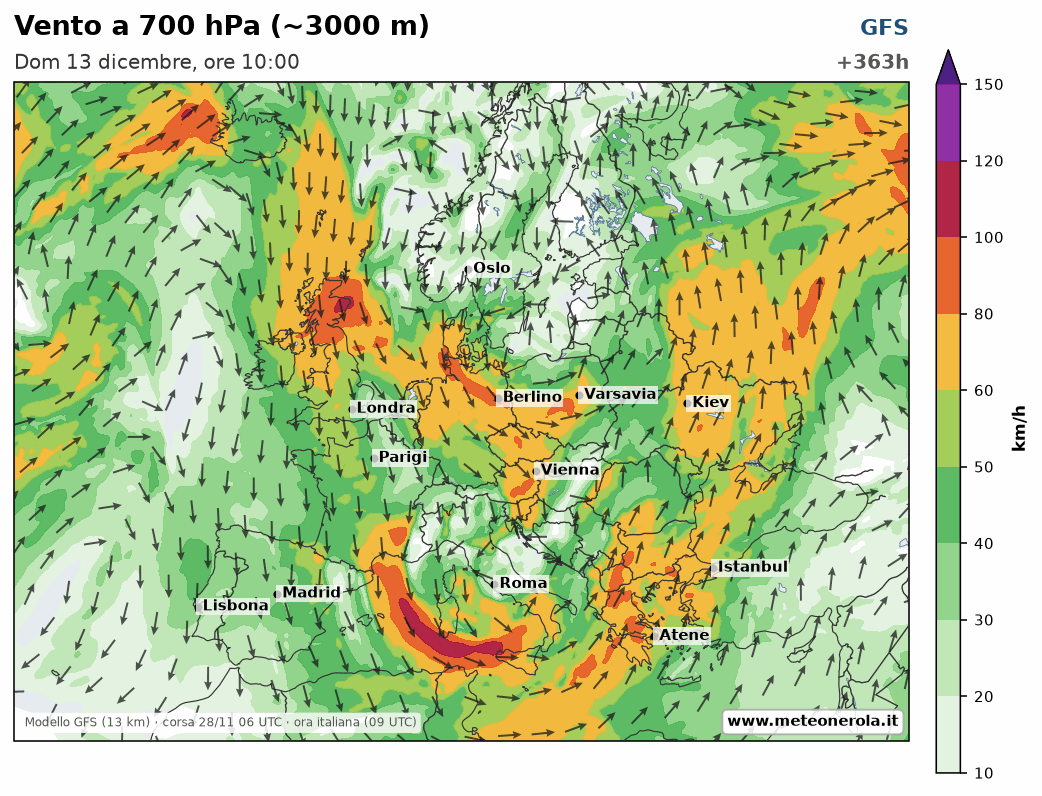 Vento a 700 hPa (~3000 m)
GFS
Dom 13 dicembre, ore 10:00
+363h
150
120
100
80
60
50
40
30
20
10
km/h
Oslo
Berlino
Varsavia
Kiev
Londra
Parigi
Vienna
Istanbul
Roma
Madrid
Lisbona
Atene
Modello GFS (13 km) · corsa 28/11 06 UTC · ora italiana (09 UTC)
www.meteonerola.it